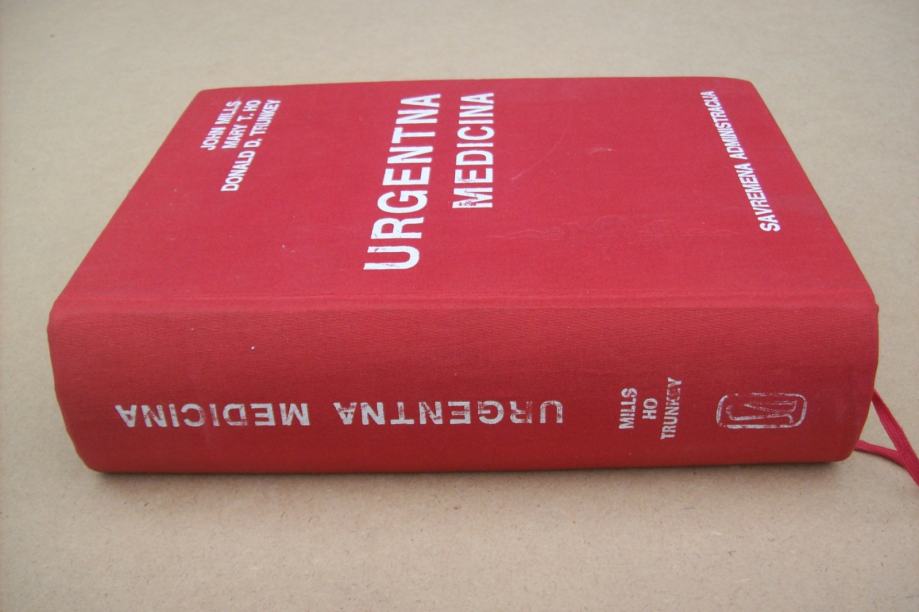 JOHN MILLS
MARY T. HO
DONALD D. TRUNKEY
URGENTNA
MEDICINA
SAVREMENA ADMINISTRACIJA
URGENTNA MEDICINA
MILLS
HO
TRUNKEY